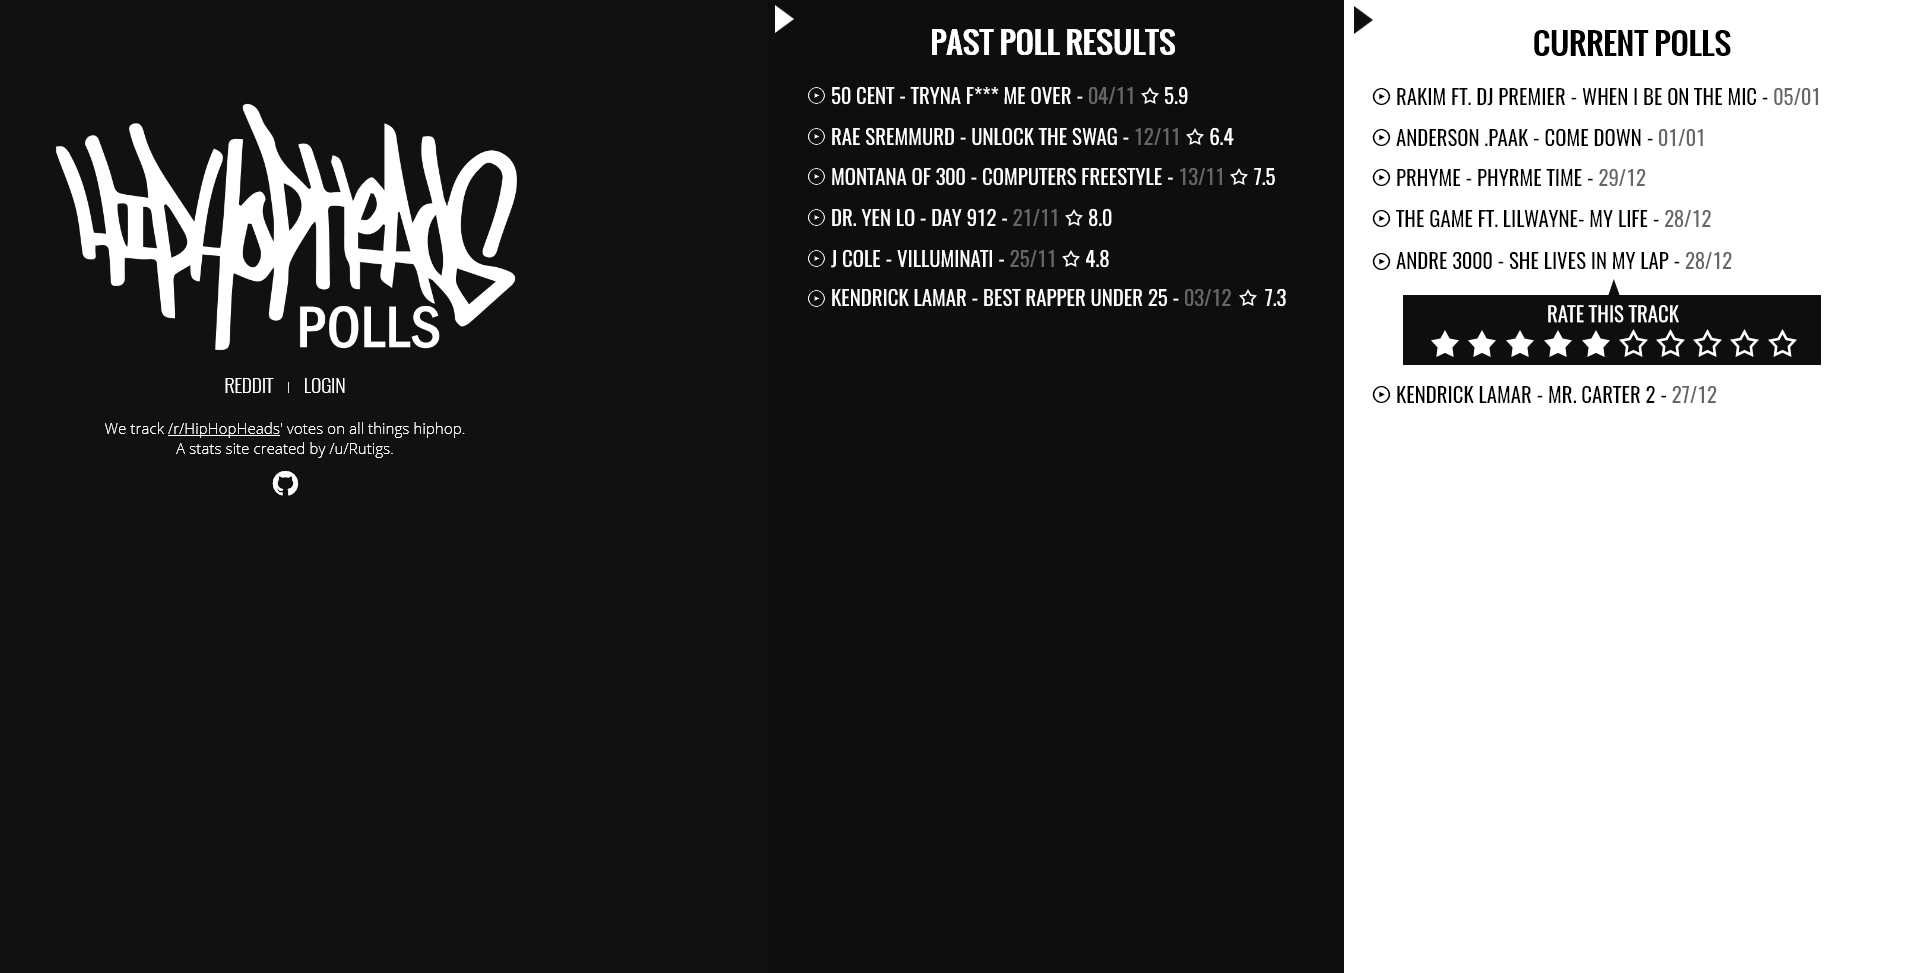 HIPHOPHEADS
POLLS
REDDIT | LOGIN
We track /r/HipHopHeads' votes on all things hiphop.
A stats site created by /u/Rutigs.
PAST POLL RESULTS
50 CENT - TRYNA F*** ME OVER - 04/11 ☆ 5.9
RAE SREMMURD - UNLOCK THE SWAG - 12/11 ☆ 6.4
MONTANA OF 300 - COMPUTERS FREESTYLE - 13/11 ☆ 7.5
DR. YEN LO - DAY 912 - 21/11 ☆ 8.0
J COLE - VILLUMINATI - 25/11 ☆ 4.8
KENDRICK LAMAR - BEST RAPPER UNDER 25 - 03/12 ☆ 7.3
CURRENT POLLS
RAKIM FT. DJ PREMIER - WHEN I BE ON THE MIC - 05/01
ANDERSON .PAAK - COME DOWN - 01/01
PRHYME - PHYRME TIME - 29/12
THE GAME FT. LILWAYNE- MY LIFE - 28/12
ANDRE 3000 - SHE LIVES IN MY LAP - 28/12
RATE THIS TRACK
★★★★★☆☆☆☆☆
KENDRICK LAMAR - MR. CARTER 2 - 27/12